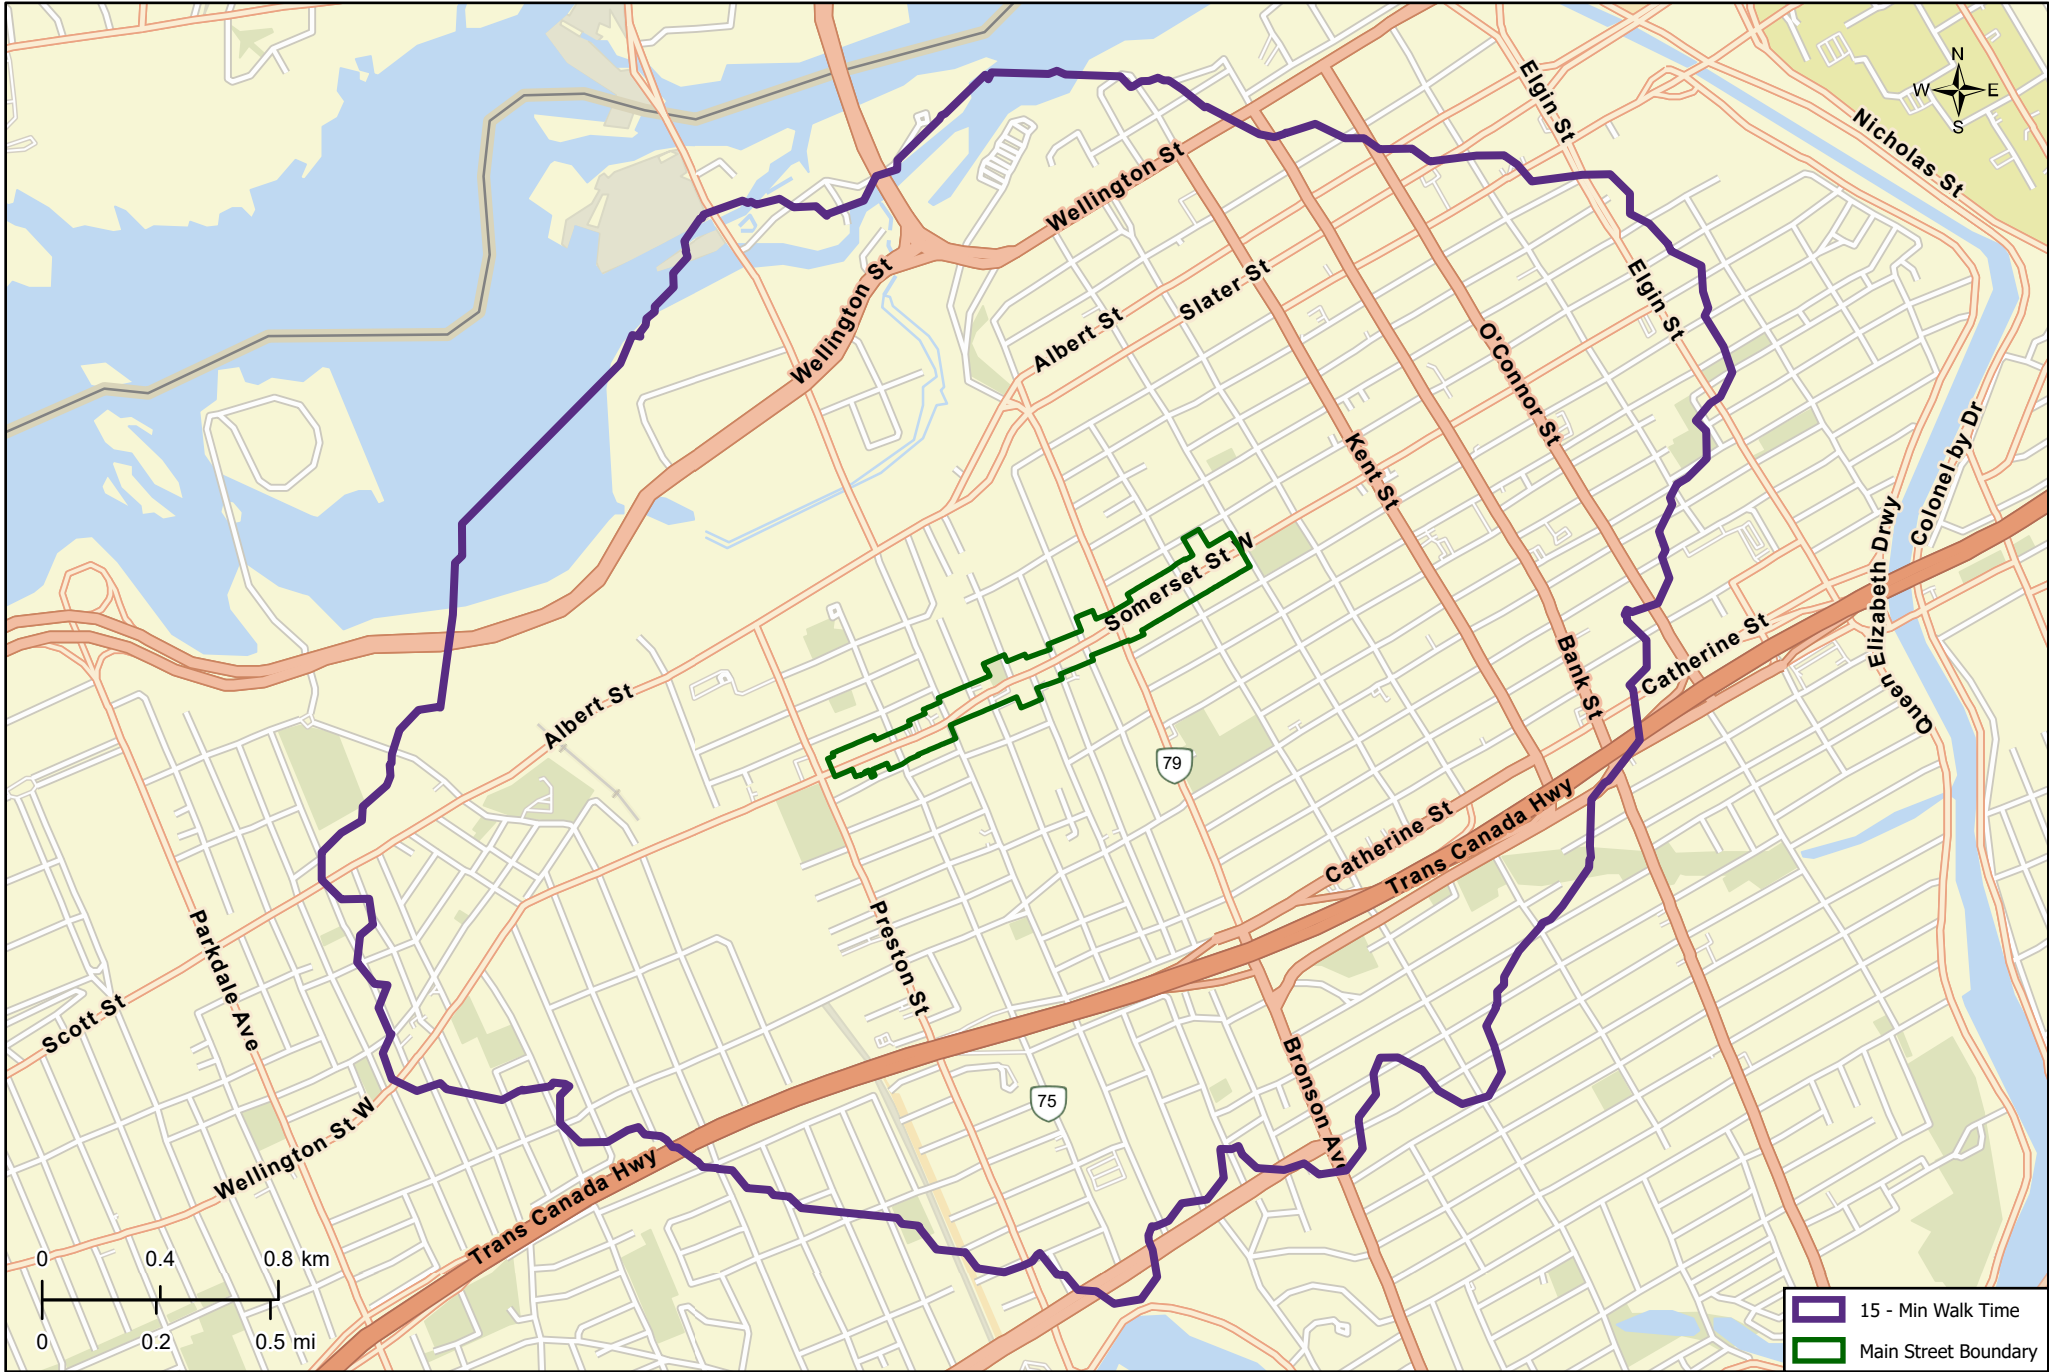 N
W E
S
Elgin St
Nicholas St
Wellington St
Wellington St
Slater St
Albert St
Elgin St
O'Connor St
Kent St
Colonel by Dr
Somerset St W
Queen Elizabeth Drwy
Catherine St
Bank St
Albert St
79
Catherine St
Trans Canada Hwy
Parkdale Ave
Preston St
Scott St
Bronson Ave
75
Wellington St W
Trans Canada Hwy
0 0.4 0.8 km
0 0.2 0.5 mi
15 - Min Walk Time
Main Street Boundary